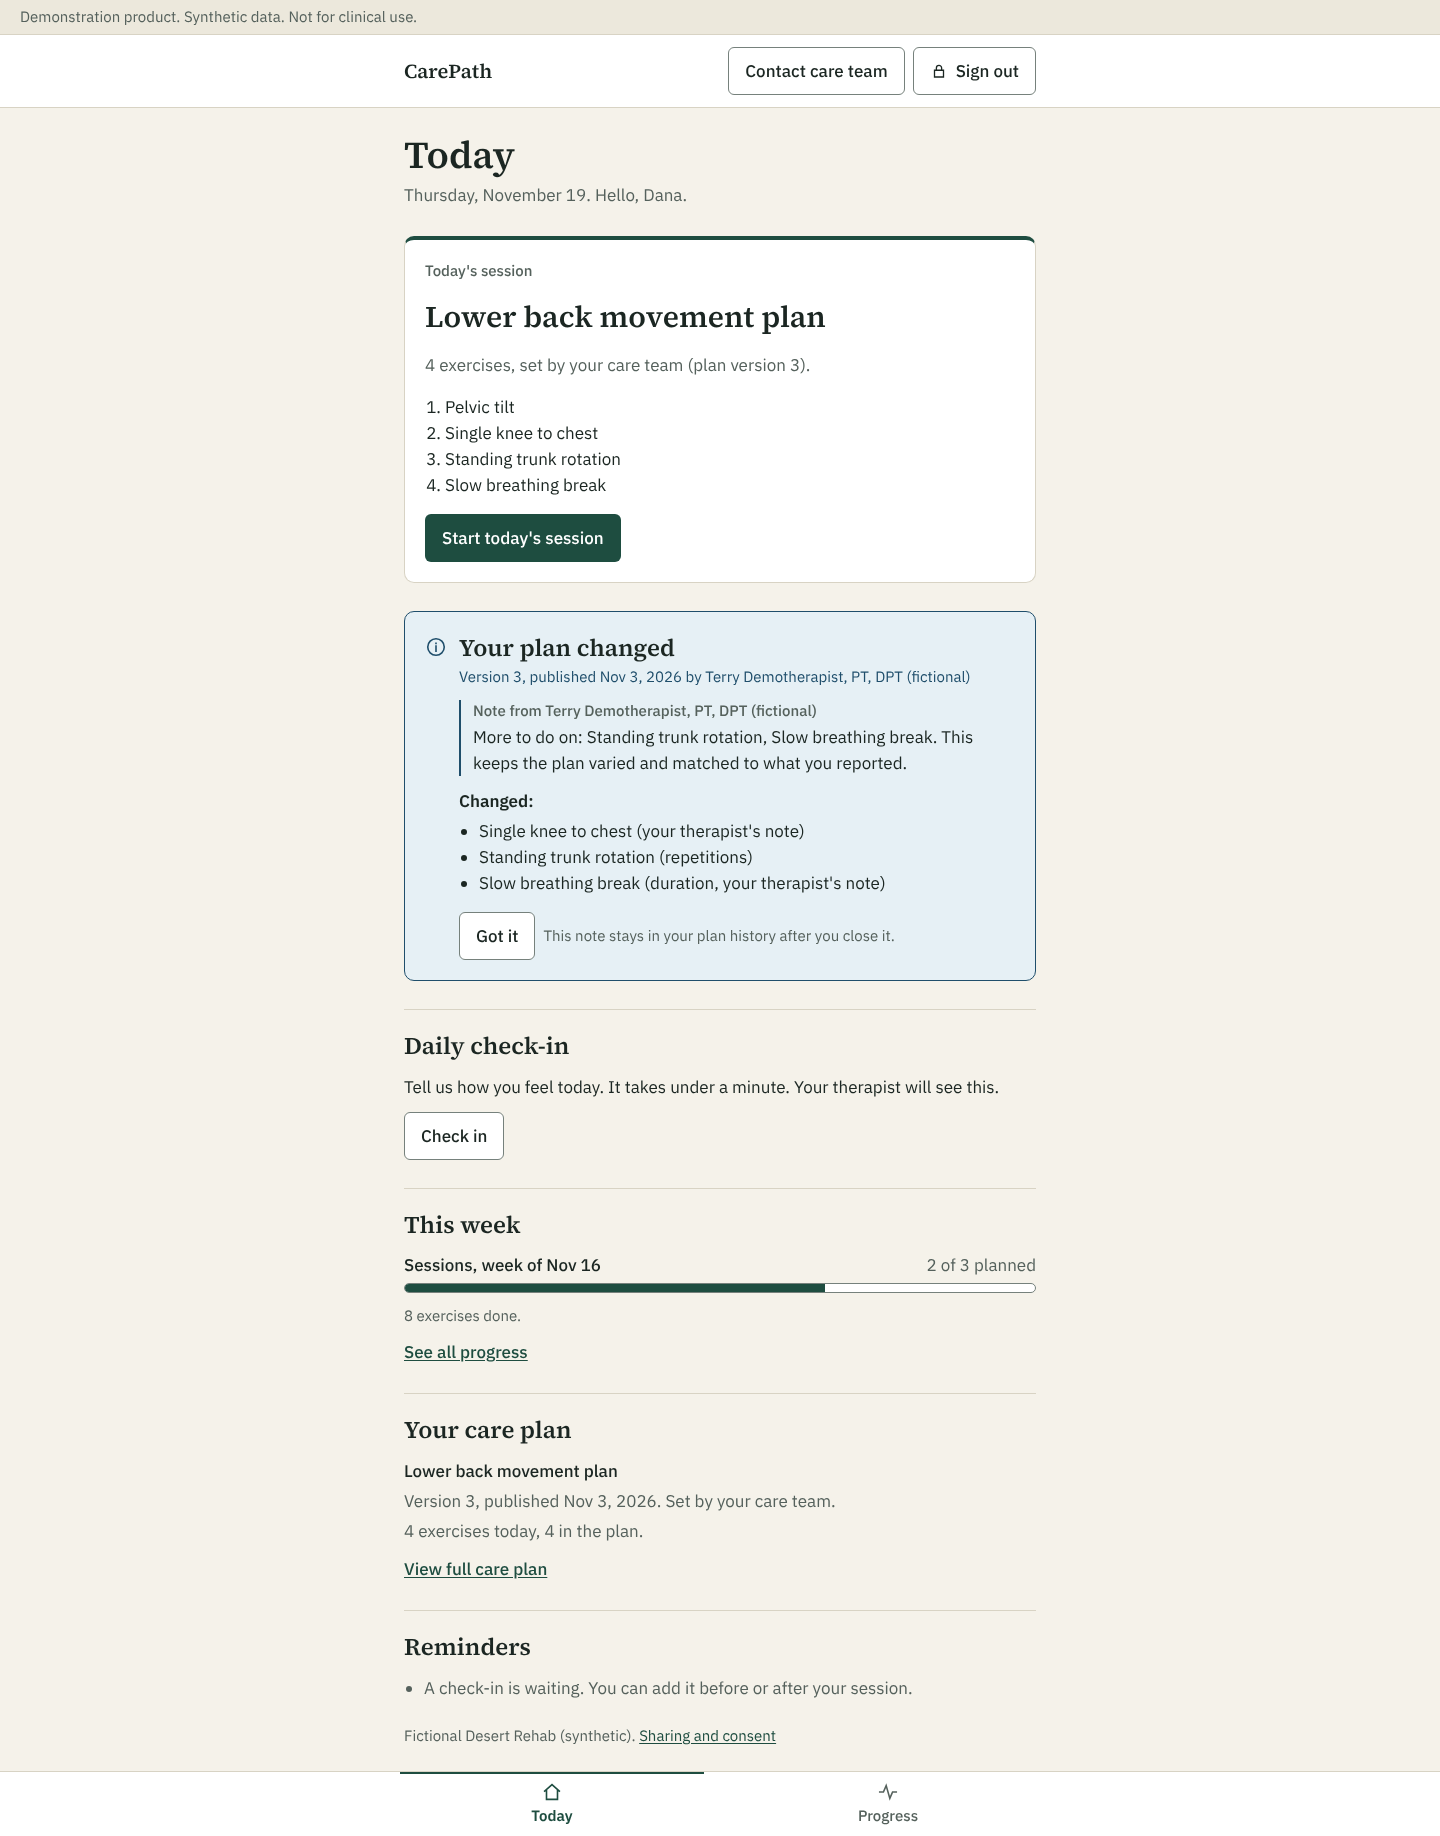 Demonstration product. Synthetic data. Not for clinical use.
CarePath
Contact care team
Sign out
Today
Thursday, November 19. Hello, Dana.
Today's session
Lower back movement plan
4 exercises, set by your care team (plan version 3).
1. Pelvic tilt
2. Single knee to chest
3. Standing trunk rotation
4. Slow breathing break
Start today's session
Your plan changed
Version 3, published Nov 3, 2026 by Terry Demotherapist, PT, DPT (fictional)
Note from Terry Demotherapist, PT, DPT (fictional)
More to do on: Standing trunk rotation, Slow breathing break. This
keeps the plan varied and matched to what you reported.
Changed:
• Single knee to chest (your therapist's note)
• Standing trunk rotation (repetitions)
• Slow breathing break (duration, your therapist's note)
Got it
This note stays in your plan history after you close it.
Daily check-in
Tell us how you feel today. It takes under a minute. Your therapist will see this.
Check in
This week
Sessions, week of Nov 16
2 of 3 planned
8 exercises done.
See all progress
Your care plan
Lower back movement plan
Version 3, published Nov 3, 2026. Set by your care team.
4 exercises today, 4 in the plan.
View full care plan
Reminders
• A check-in is waiting. You can add it before or after your session.
Fictional Desert Rehab (synthetic). Sharing and consent
Today
Progress